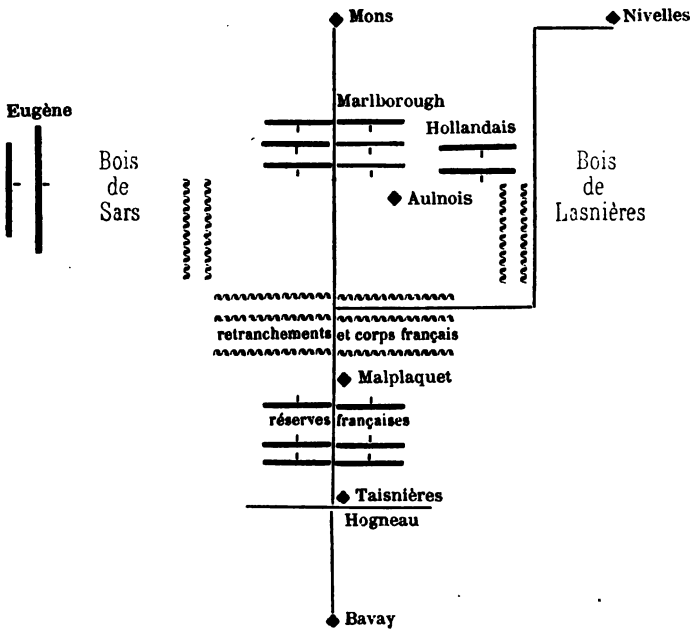 Mons
Nivelles
Marlborough
Eugène
Hollandais
Bois
de
Sars
Bois
de
Lasnières
Aulnois
retranchements et corps français
Malplaquet
réserves françaises
Taisnières
Hogneau
Bavay